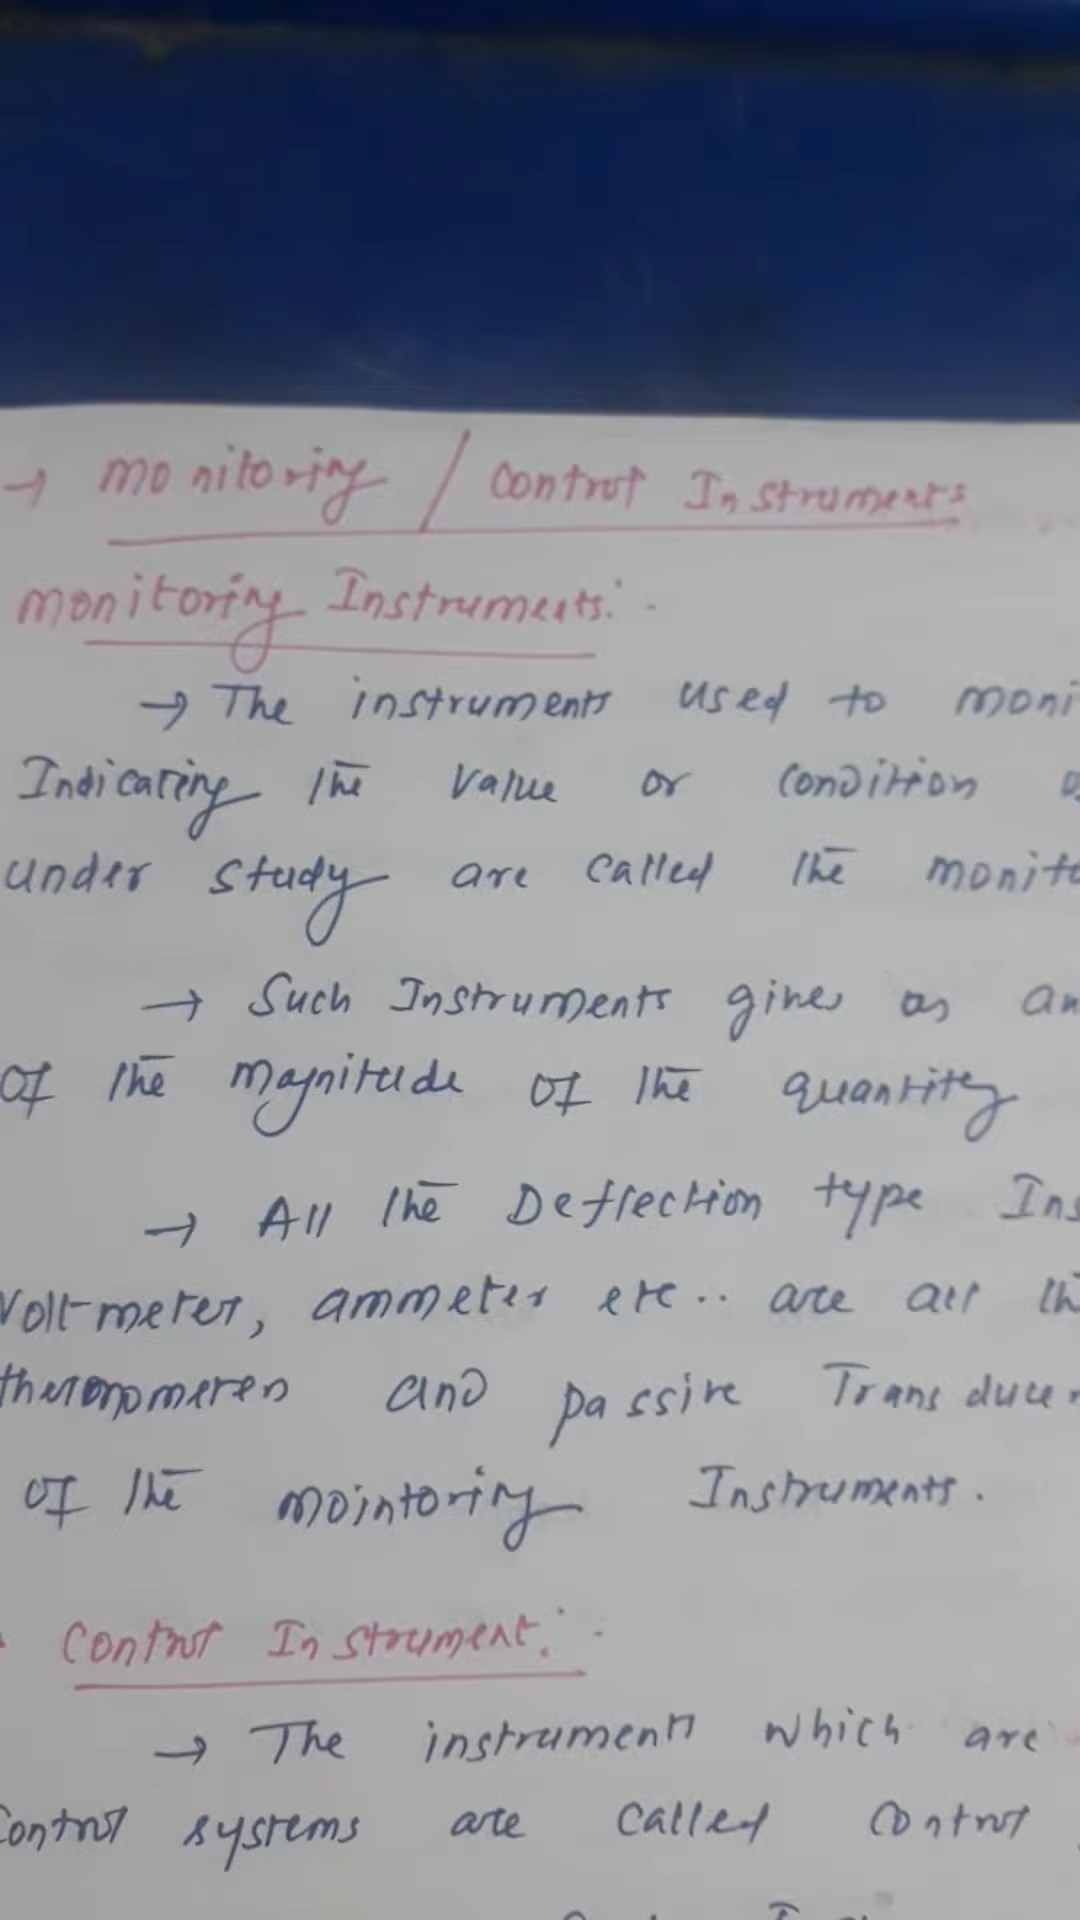 → monitoring / Control Instruments
monitoring Instruments:-
→ The instruments used to moni
Indicating the value or condition
under study are called the monito
→ Such Instruments gives as an
of the magnitude of the quantity
→ All the Deflection type Ins
Voltmeter, ammeter etc.. are all th
thermometers and passive Transducer
of the mointoring Instruments.
Control Instrument:-
→ The instruments which are
Control systems are called Control